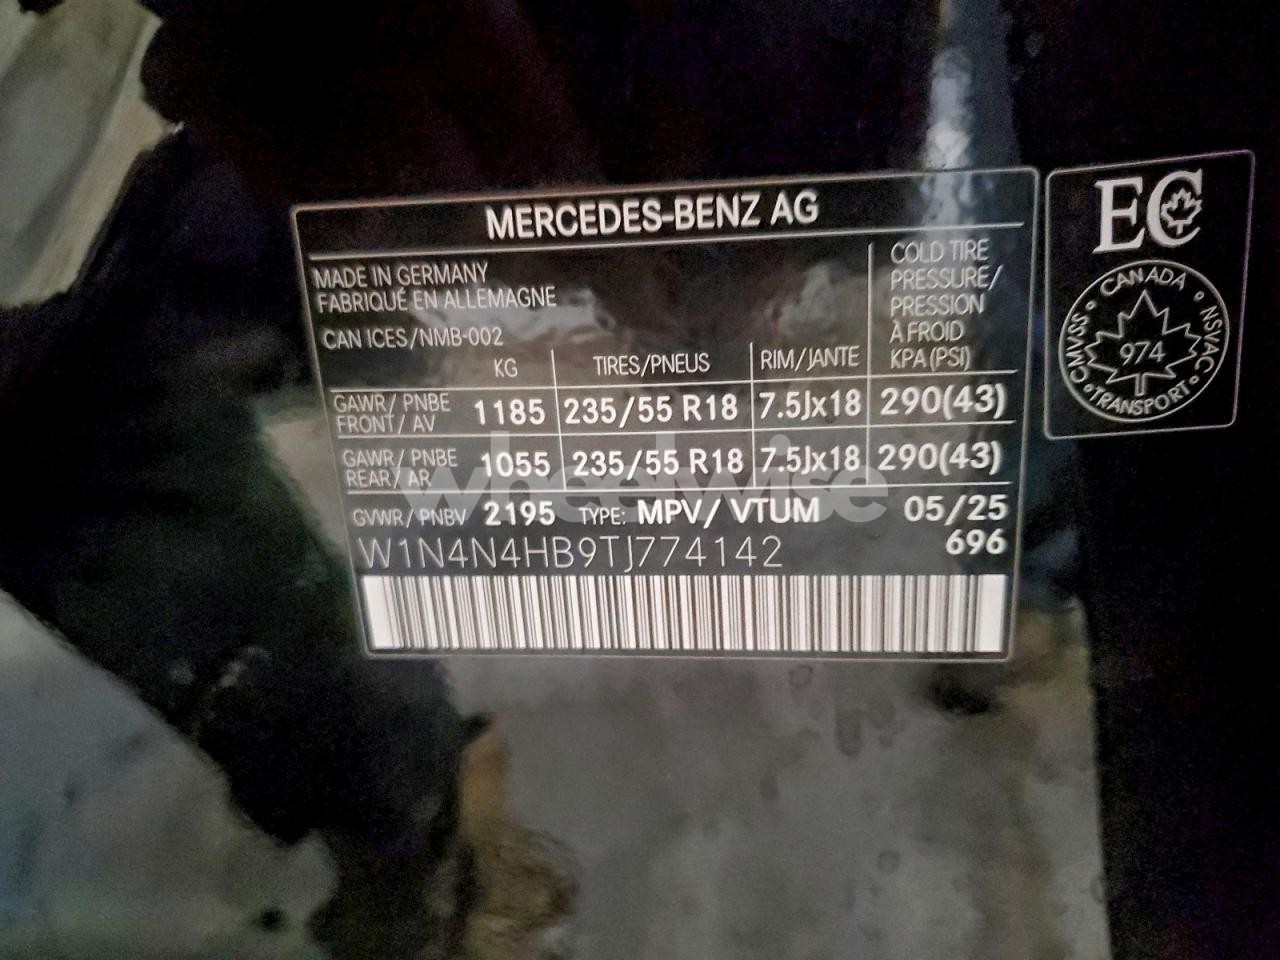 MERCEDES-BENZ AG
MADE IN GERMANY
FABRIQUÉ EN ALLEMAGNE
CAN ICES/NMB-002
COLD TIRE
PRESSURE/
PRESSION
À FROID
KPA (PSI)
KG TIRES/PNEUS RIM/JANTE
GAWR/ PNBE
FRONT/ AV 1185 235/55 R18 7.5Jx18 290(43)
GAWR/ PNBE
REAR/ AR 1055 235/55 R18 7.5Jx18 290(43)
GVWR/ PNBV 2195 TYPE: MPV/ VTUM 05/25
W1N4N4HB9TJ774142 696
EC
CANADA
CMVSS NSVAC
974
TRANSPORT
wheelwise